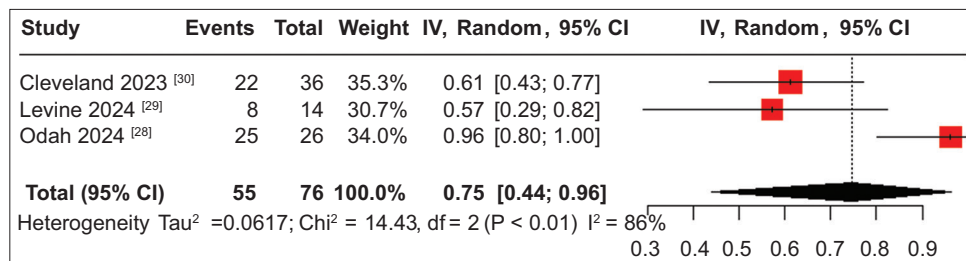 Study Events Total Weight IV, Random, 95% CI IV, Random, 95% CI
Cleveland 2023 [30] 22 36 35.3% 0.61 [0.43; 0.77]
Levine 2024 [29] 8 14 30.7% 0.57 [0.29; 0.82]
Odah 2024 [28] 25 26 34.0% 0.96 [0.80; 1.00]
Total (95% CI) 55 76 100.0% 0.75 [0.44; 0.96]
Heterogeneity Tau² =0.0617; Chi² = 14.43, df = 2 (P < 0.01) I² = 86%
0.3 0.4 0.5 0.6 0.7 0.8 0.9